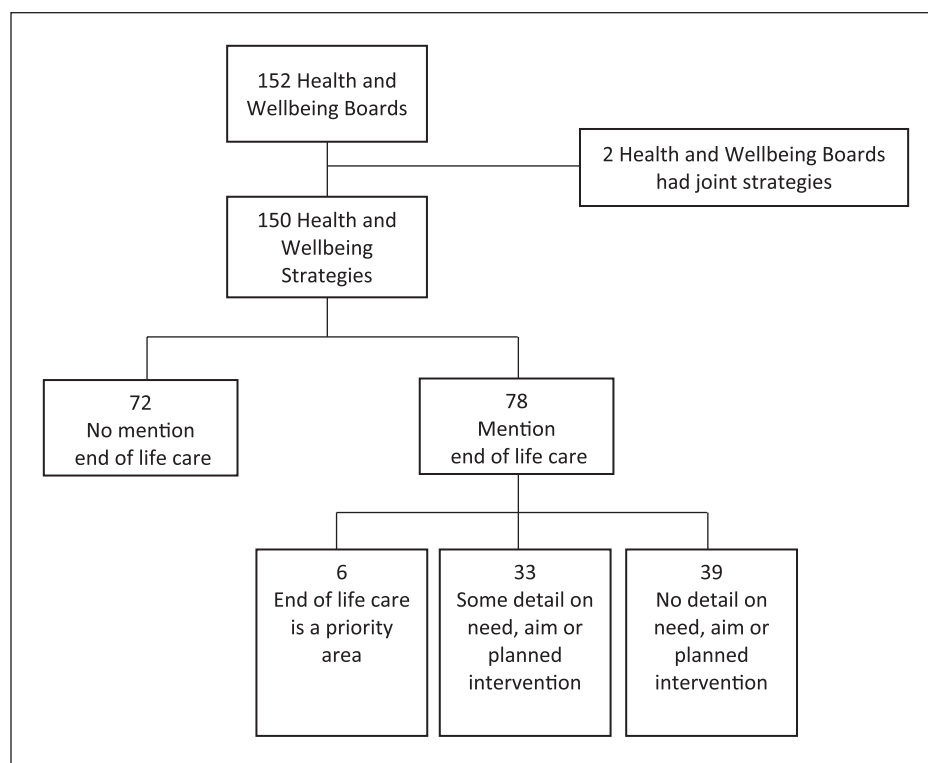 152 Health and
Wellbeing Boards
2 Health and Wellbeing Boards
had joint strategies
150 Health and
Wellbeing
Strategies
72
No mention
end of life care
78
Mention
end of life care
6
End of life care
is a priority
area
33
Some detail on
need, aim or
planned
intervention
39
No detail on
need, aim or
planned
intervention